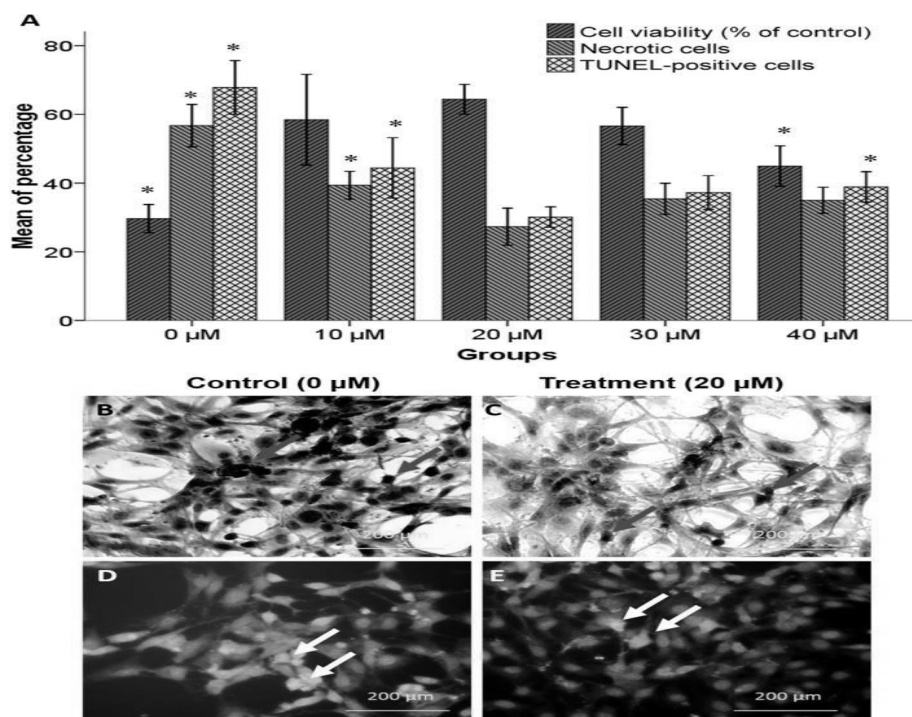 A
Cell viability (% of control)
Necrotic cells
TUNEL-positive cells
Mean of percentage
80
60
40
20
0
* * * * * * *
0 µM 10 µM 20 µM 30 µM 40 µM
Groups
Control (0 µM) Treatment (20 µM)
B C
200 µm 200 µm
D E
200 µm 200 µm